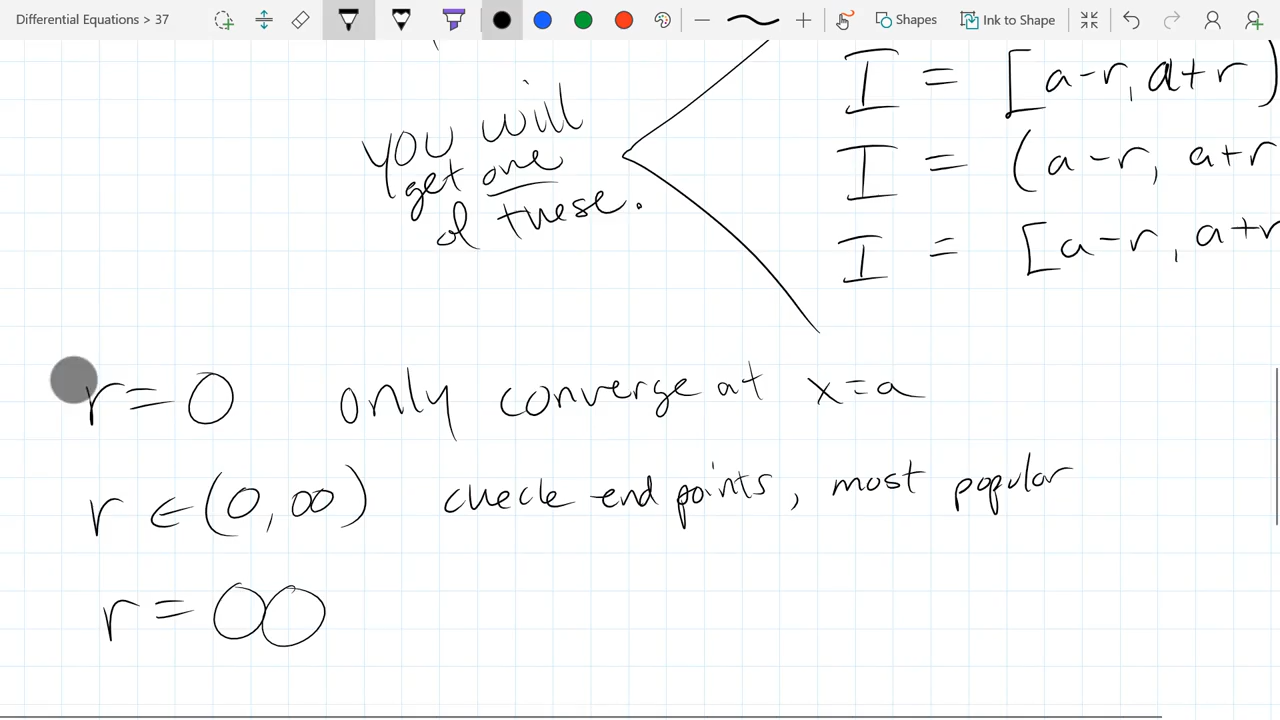 Differential Equations > 37
Shapes
Ink to Shape
I = [a-r, a+r)
you will
get one
of these.
I = (a-r, a+r
I = [a-r, a+r
r = 0 only converge at x=a
r ∈ (0, ∞) check end points, most popular
r = ∞